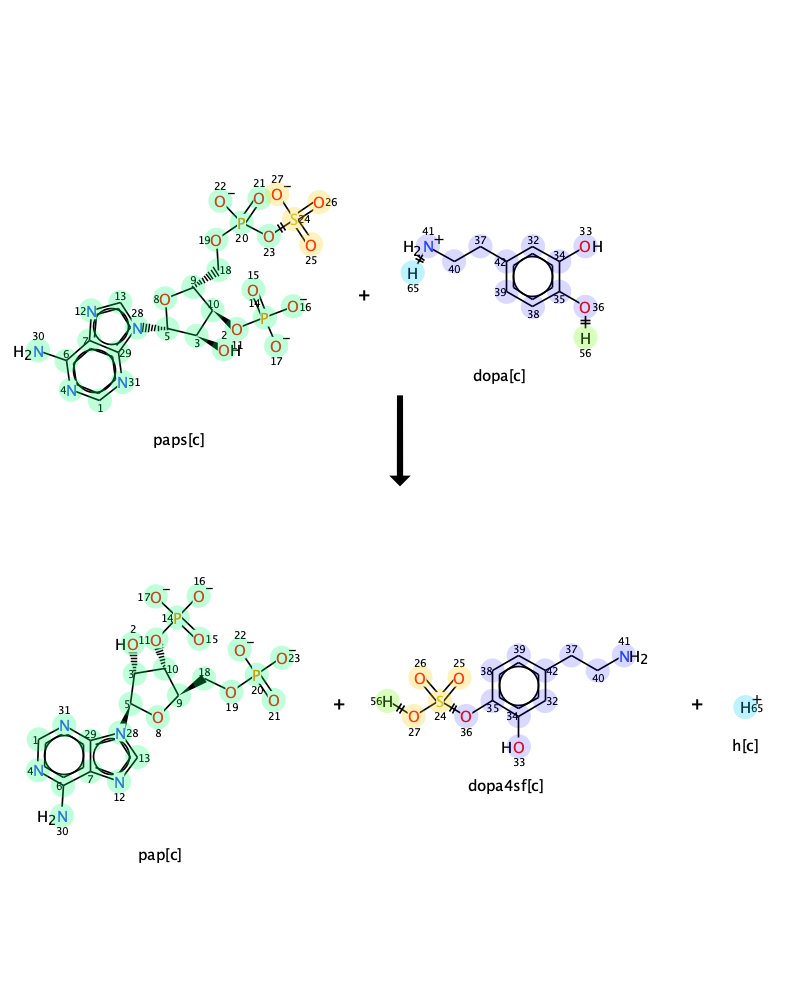 27 −
22 − 21 26
O O O O
P S 24
19 O 20 O 25
23 O
18
15
9 O 14 −
13 8 O 10 P O 16
12 N 28 O −
30 7 N 5 3 2 11 O
H₂N 6 29 OH 17
4 N N 31
1
paps[c]
+
41 + 37 32 33
H₂N 42 34 OH
H 40 39 35 O 36
65 38 H
56
dopa[c]
16
17 O − O −
14 P
2 11 O O 15
HO 22 −
3 10 18 O O − 23
31 5 9 O P 20
1 N 29 N 28 O 19 O
4 N 7 13 8 21
6 N
H₂N 12
30
pap[c]
+
39 37 41
26 25 38 42 NH₂
O O 40
56 H S 35 32
O 24 O 34
27 36 HO
33
dopa4sf[c]
+
H + 65
h[c]